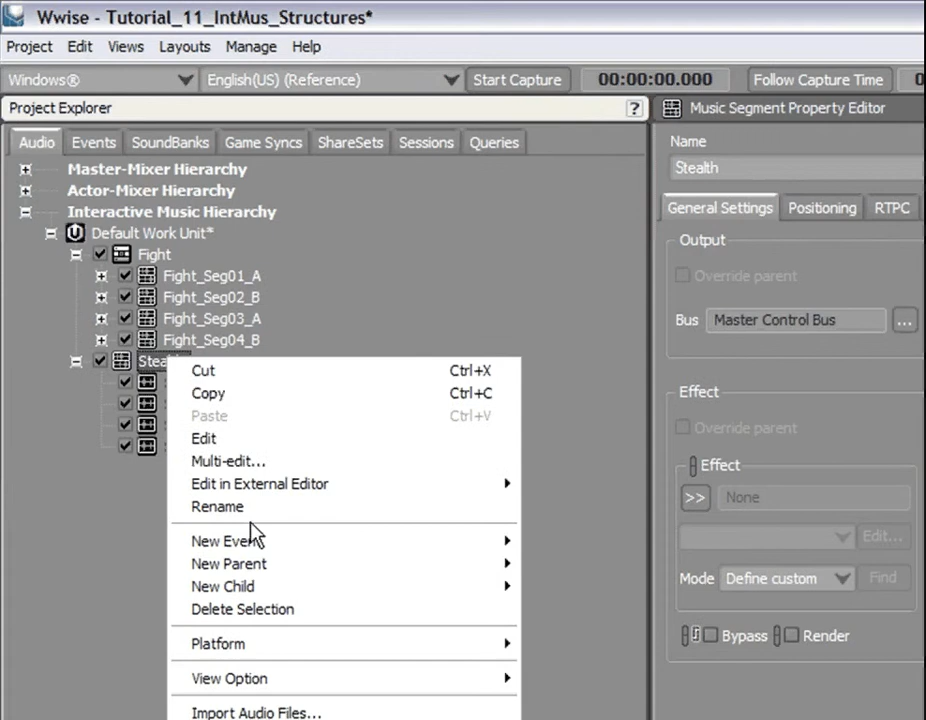 Wwise - Tutorial_11_IntMus_Structures*
Project Edit Views Layouts Manage Help
Windows® English(US) (Reference) Start Capture 00:00:00.000 Follow Capture Time 0
Project Explorer ?
Music Segment Property Editor
Audio Events SoundBanks Game Syncs ShareSets Sessions Queries
Name
Stealth
General Settings Positioning RTPC
Master-Mixer Hierarchy
Actor-Mixer Hierarchy
Interactive Music Hierarchy
Default Work Unit*
Fight
Fight_Seg01_A
Fight_Seg02_B
Fight_Seg03_A
Fight_Seg04_B
Output
Override parent
Bus Master Control Bus ...
Effect
Override parent
Effect
>> None
Edit...
Mode Define custom Find
Bypass Render
Cut Ctrl+X
Copy Ctrl+C
Paste Ctrl+V
Edit
Multi-edit...
Edit in External Editor
Rename
New Event
New Parent
New Child
Delete Selection
Platform
View Option
Import Audio Files...